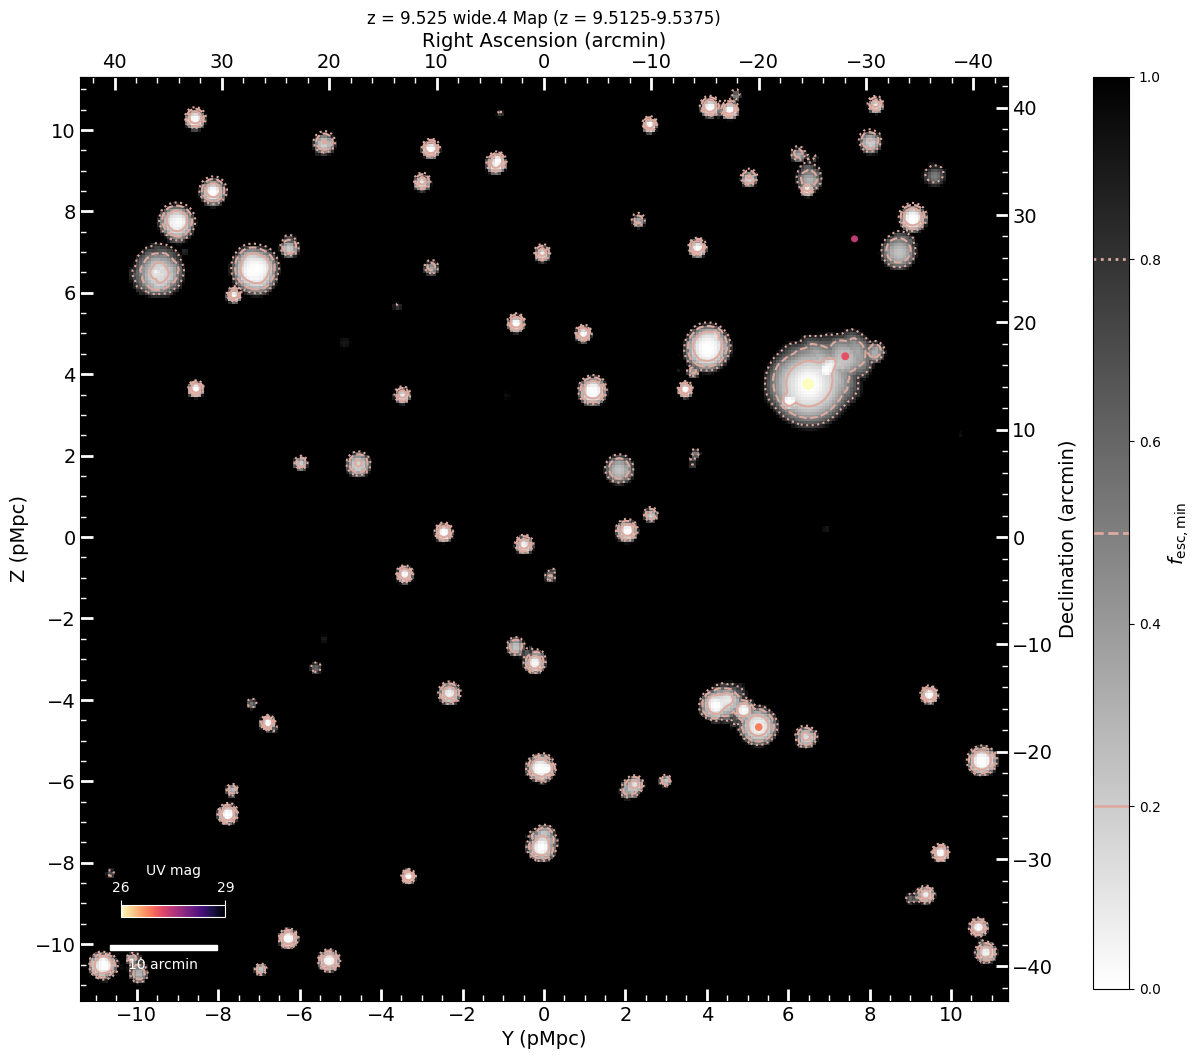 z = 9.525 wide.4 Map (z = 9.5125-9.5375)
Right Ascension (arcmin)
40 30 20 10 0 −10 −20 −30 −40
10
8
6
4
2
0
−2
−4
−6
−8
−10
Z (pMpc)
40
30
20
10
0
−10
−20
−30
−40
Declination (arcmin)
1.0
0.8
0.6
0.4
0.2
0.0
fesc,min
UV mag
26 29
10 arcmin
−10 −8 −6 −4 −2 0 2 4 6 8 10
Y (pMpc)